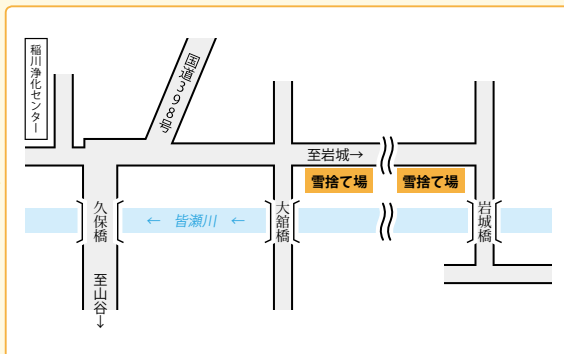 稲川浄化センター
国道398号
至岩城→
雪捨て場
雪捨て場
久保橋
← 皆瀬川 ←
大舘橋
岩城橋
至山谷→